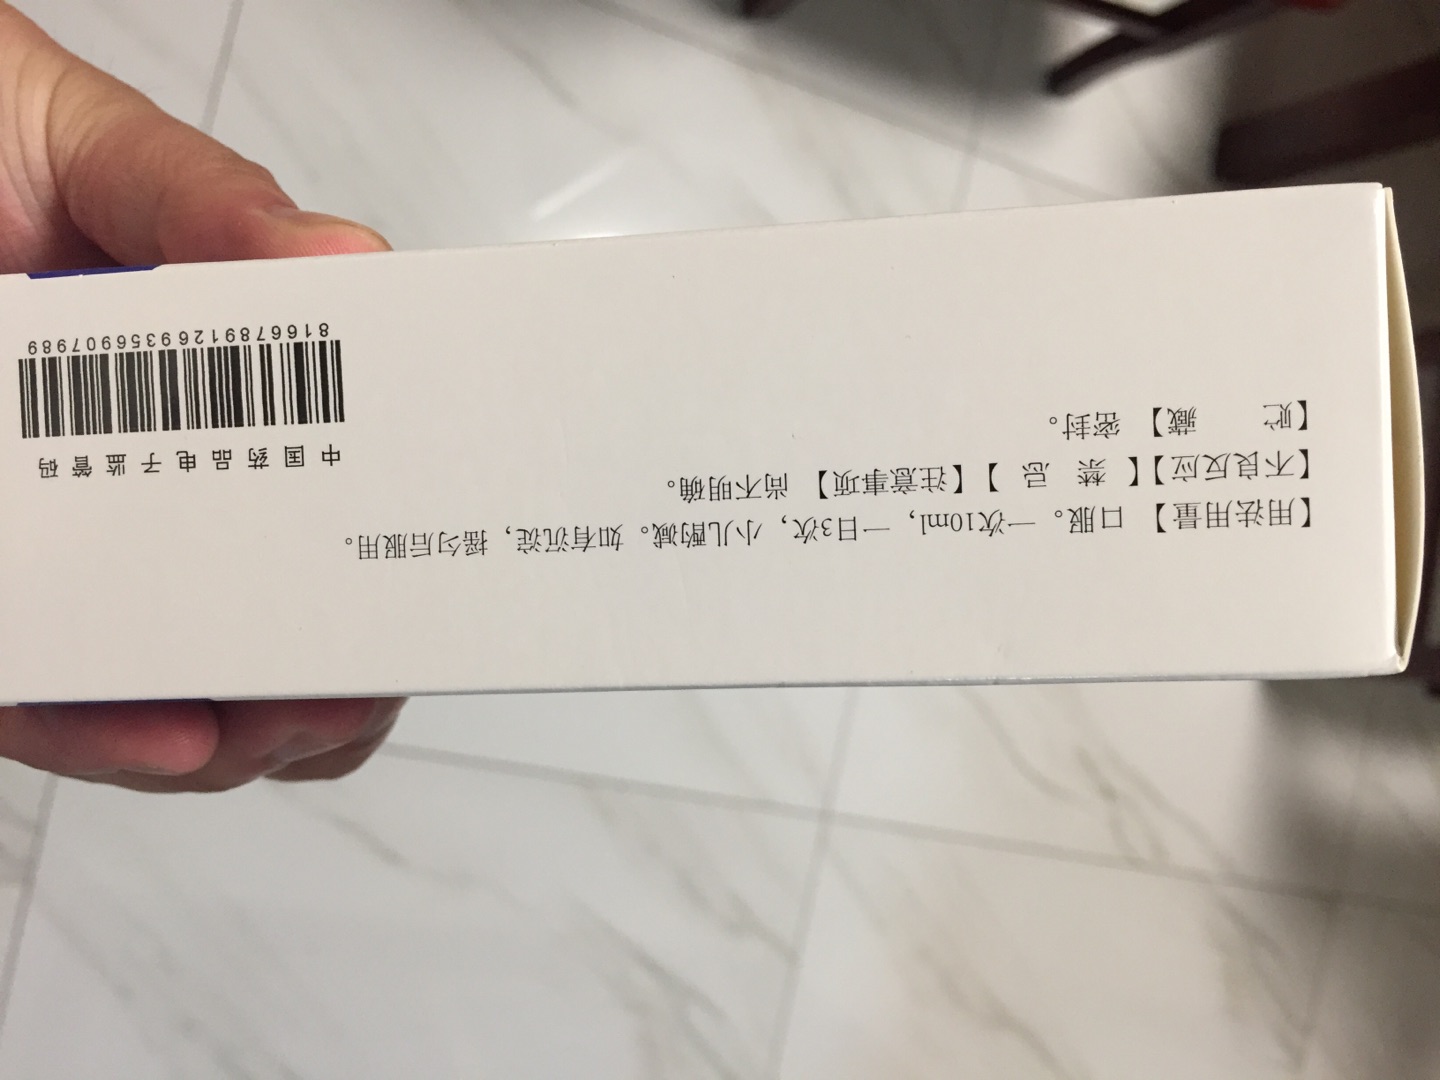 【用法用量】 口服。一次10ml，一日3次，小儿酌减。如有沉淀，摇匀后服用。
【不良反应】【 禁 忌 】【注意事项】 尚不明确。
【贮 藏】 密封。
中国药品电子监管码
81667891269356907989